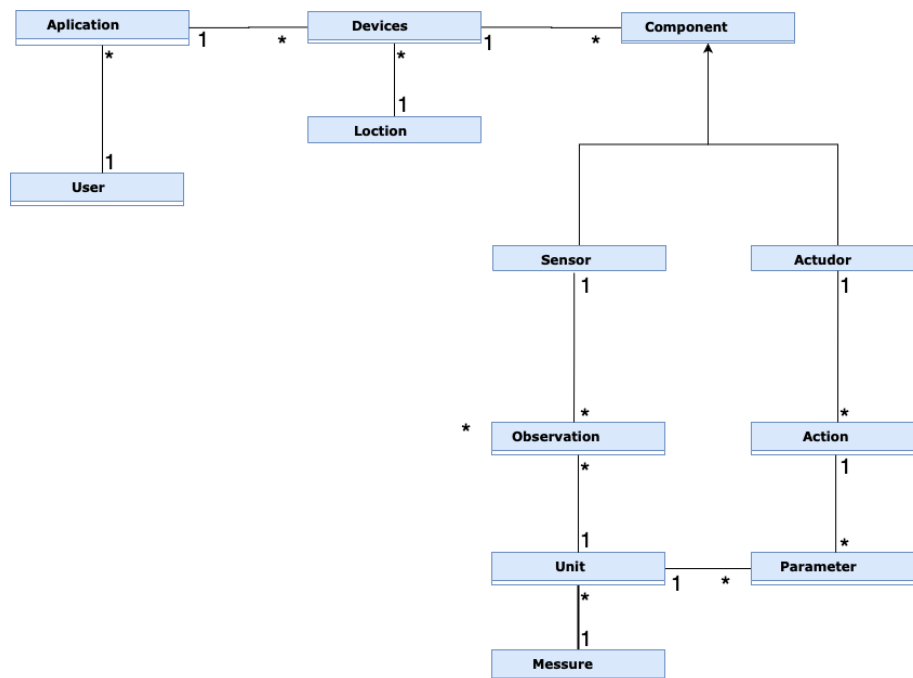 Aplication
Devices
Component
1
*
1
*
*
*
1
Loction
1
User
Sensor
Actudor
1
1
*
*
*
Observation
Action
*
1
1
*
Unit
Parameter
1
*
*
1
Messure